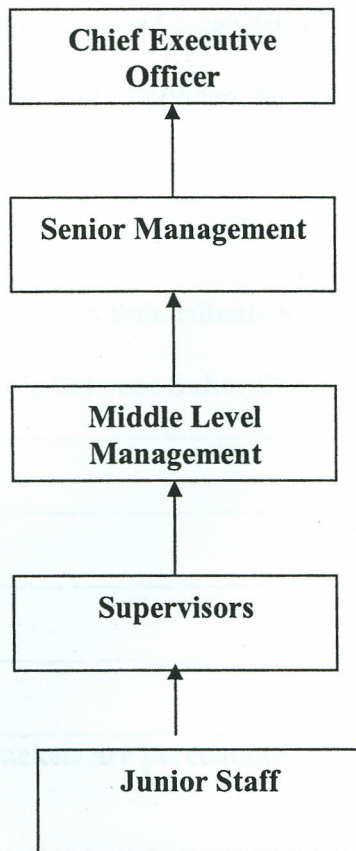 Chief Executive
Officer
Senior Management
Middle Level
Management
Supervisors
Junior Staff